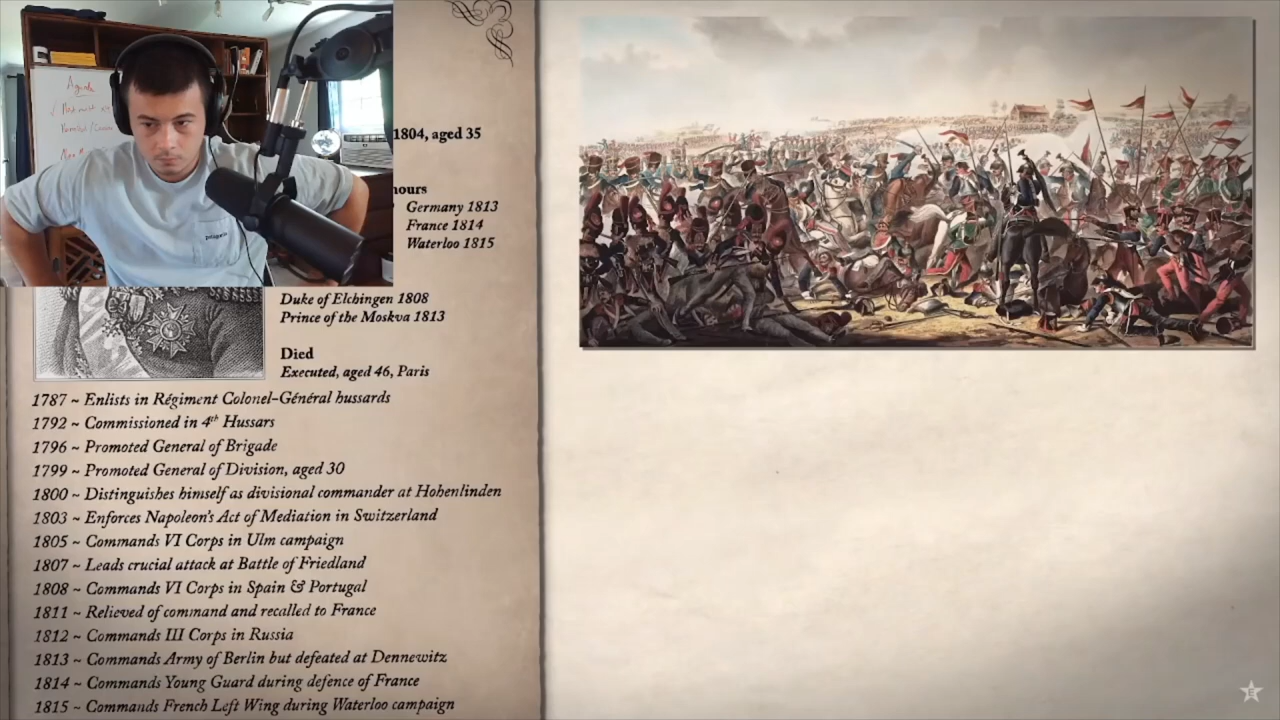 Agenda
1804, aged 35
hours
Germany 1813
France 1814
Waterloo 1815
Duke of Elchingen 1808
Prince of the Moskva 1813
Died
Executed, aged 46, Paris
1787 ~ Enlists in Régiment Colonel-Général hussards
1792 ~ Commissioned in 4th Hussars
1796 ~ Promoted General of Brigade
1799 ~ Promoted General of Division, aged 30
1800 ~ Distinguishes himself as divisional commander at Hohenlinden
1803 ~ Enforces Napoleon's Act of Mediation in Switzerland
1805 ~ Commands VI Corps in Ulm campaign
1807 ~ Leads crucial attack at Battle of Friedland
1808 ~ Commands VI Corps in Spain & Portugal
1811 ~ Relieved of command and recalled to France
1812 ~ Commands III Corps in Russia
1813 ~ Commands Army of Berlin but defeated at Dennewitz
1814 ~ Commands Young Guard during defence of France
1815 ~ Commands French Left Wing during Waterloo campaign
E